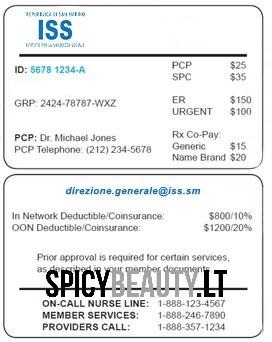 REPUBBLICA DI SAN MARINO
ISS
ISTITUTO PER LA SICUREZZA SOCIALE
ID: 5678 1234-A
PCP $25
SPC $35
GRP: 2424-78787-WXZ
ER $150
URGENT $100
PCP: Dr. Michael Jones
PCP Telephone: (212) 234-5678
Rx Co-Pay:
Generic $15
Name Brand $20
direzione.generale@iss.sm
In Network Deductible/Coinsurance: $800/10%
OON Deductible/Coinsurance: $1200/20%
Prior approval is required for certain services,
as described in your member documents.
SPICYBEAUTY.LT
ON-CALL NURSE LINE: 1-888-123-4567
MEMBER SERVICES: 1-888-246-7890
PROVIDERS CALL: 1-888-357-1234